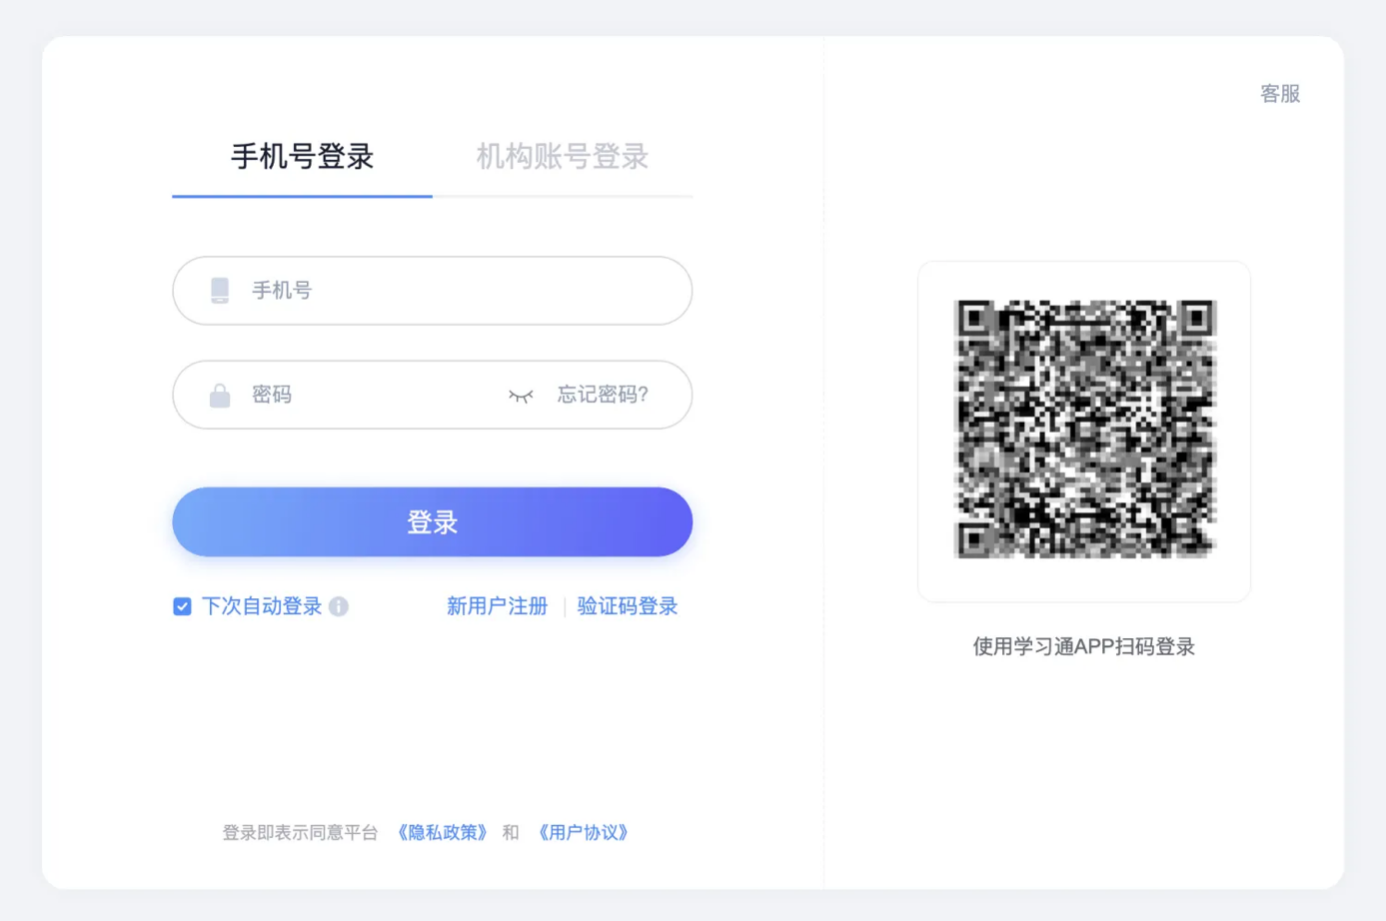 客服
手机号登录 机构账号登录
手机号
密码 忘记密码?
登录
下次自动登录 新用户注册 验证码登录
使用学习通APP扫码登录
登录即表示同意平台 《隐私政策》 和 《用户协议》